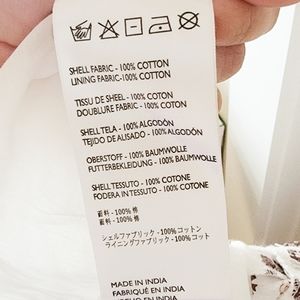 SHELL FABRIC - 100% COTTON
LINING FABRIC-100% COTTON
TISSU DE SHEEL - 100% COTON
DOUBLURE FABRIC - 100% COTON
SHELL TELA - 100% ALGODÓN
TEJIDO DE ALISADO - 100% ALGODÓN
OBERSTOFF - 100% BAUMWOLLE
FUTTERBEKLEIDUNG - 100% BAUMWOLLE
SHELL TESSUTO - 100% COTONE
FODERA IN TESSUTO - 100% COTONE
面料 - 100% 棉
面料 - 100% 棉
シェルファブリック - 100% コットン
ライニングファブリック - 100% コット
MADE IN INDIA
FABRIQUÉ EN INDIA
EN INDIA